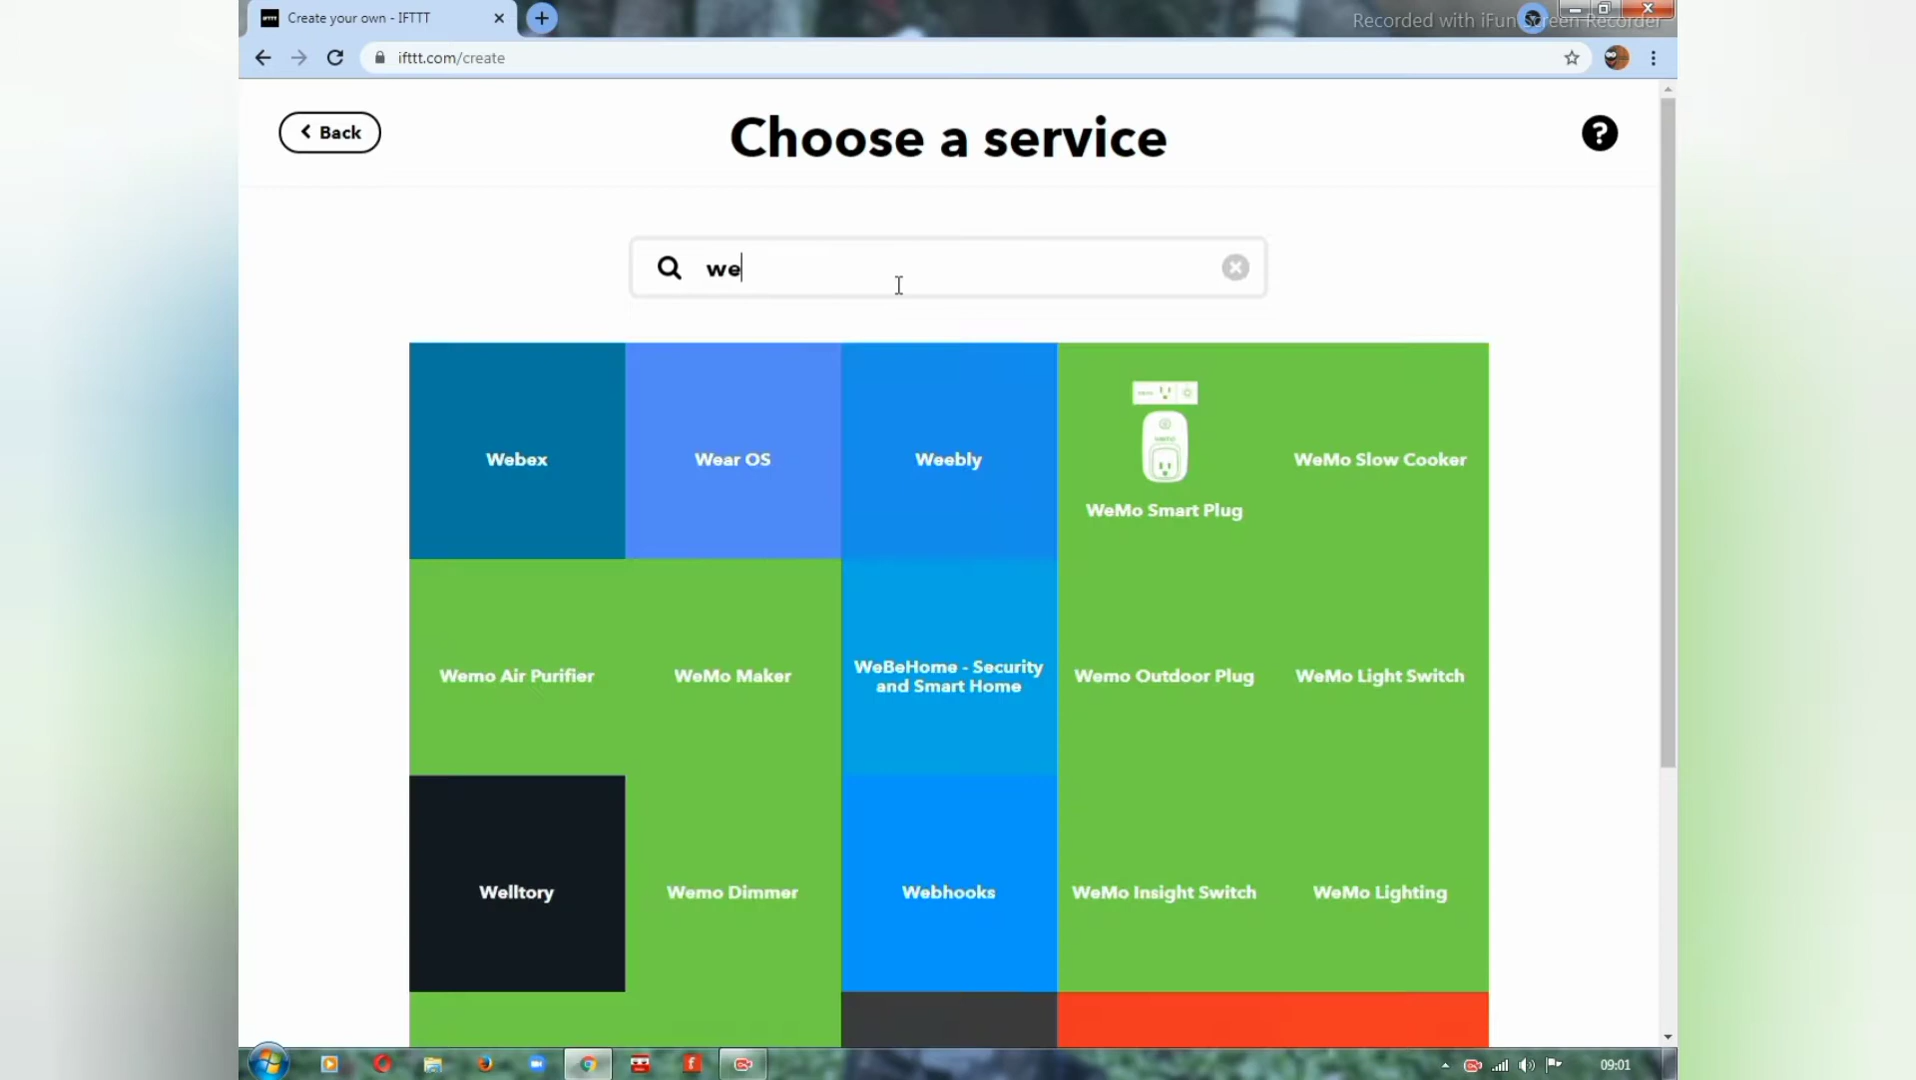 Create your own - IFTTT
Recorded with iFun Screen Recorder
ifttt.com/create
Back
Choose a service
?
we
Webex
Wear OS
Weebly
WeMo Smart Plug
WeMo Slow Cooker
Wemo Air Purifier
WeMo Maker
WeBeHome - Security
and Smart Home
Wemo Outdoor Plug
WeMo Light Switch
Welltory
Wemo Dimmer
Webhooks
WeMo Insight Switch
WeMo Lighting
09:01